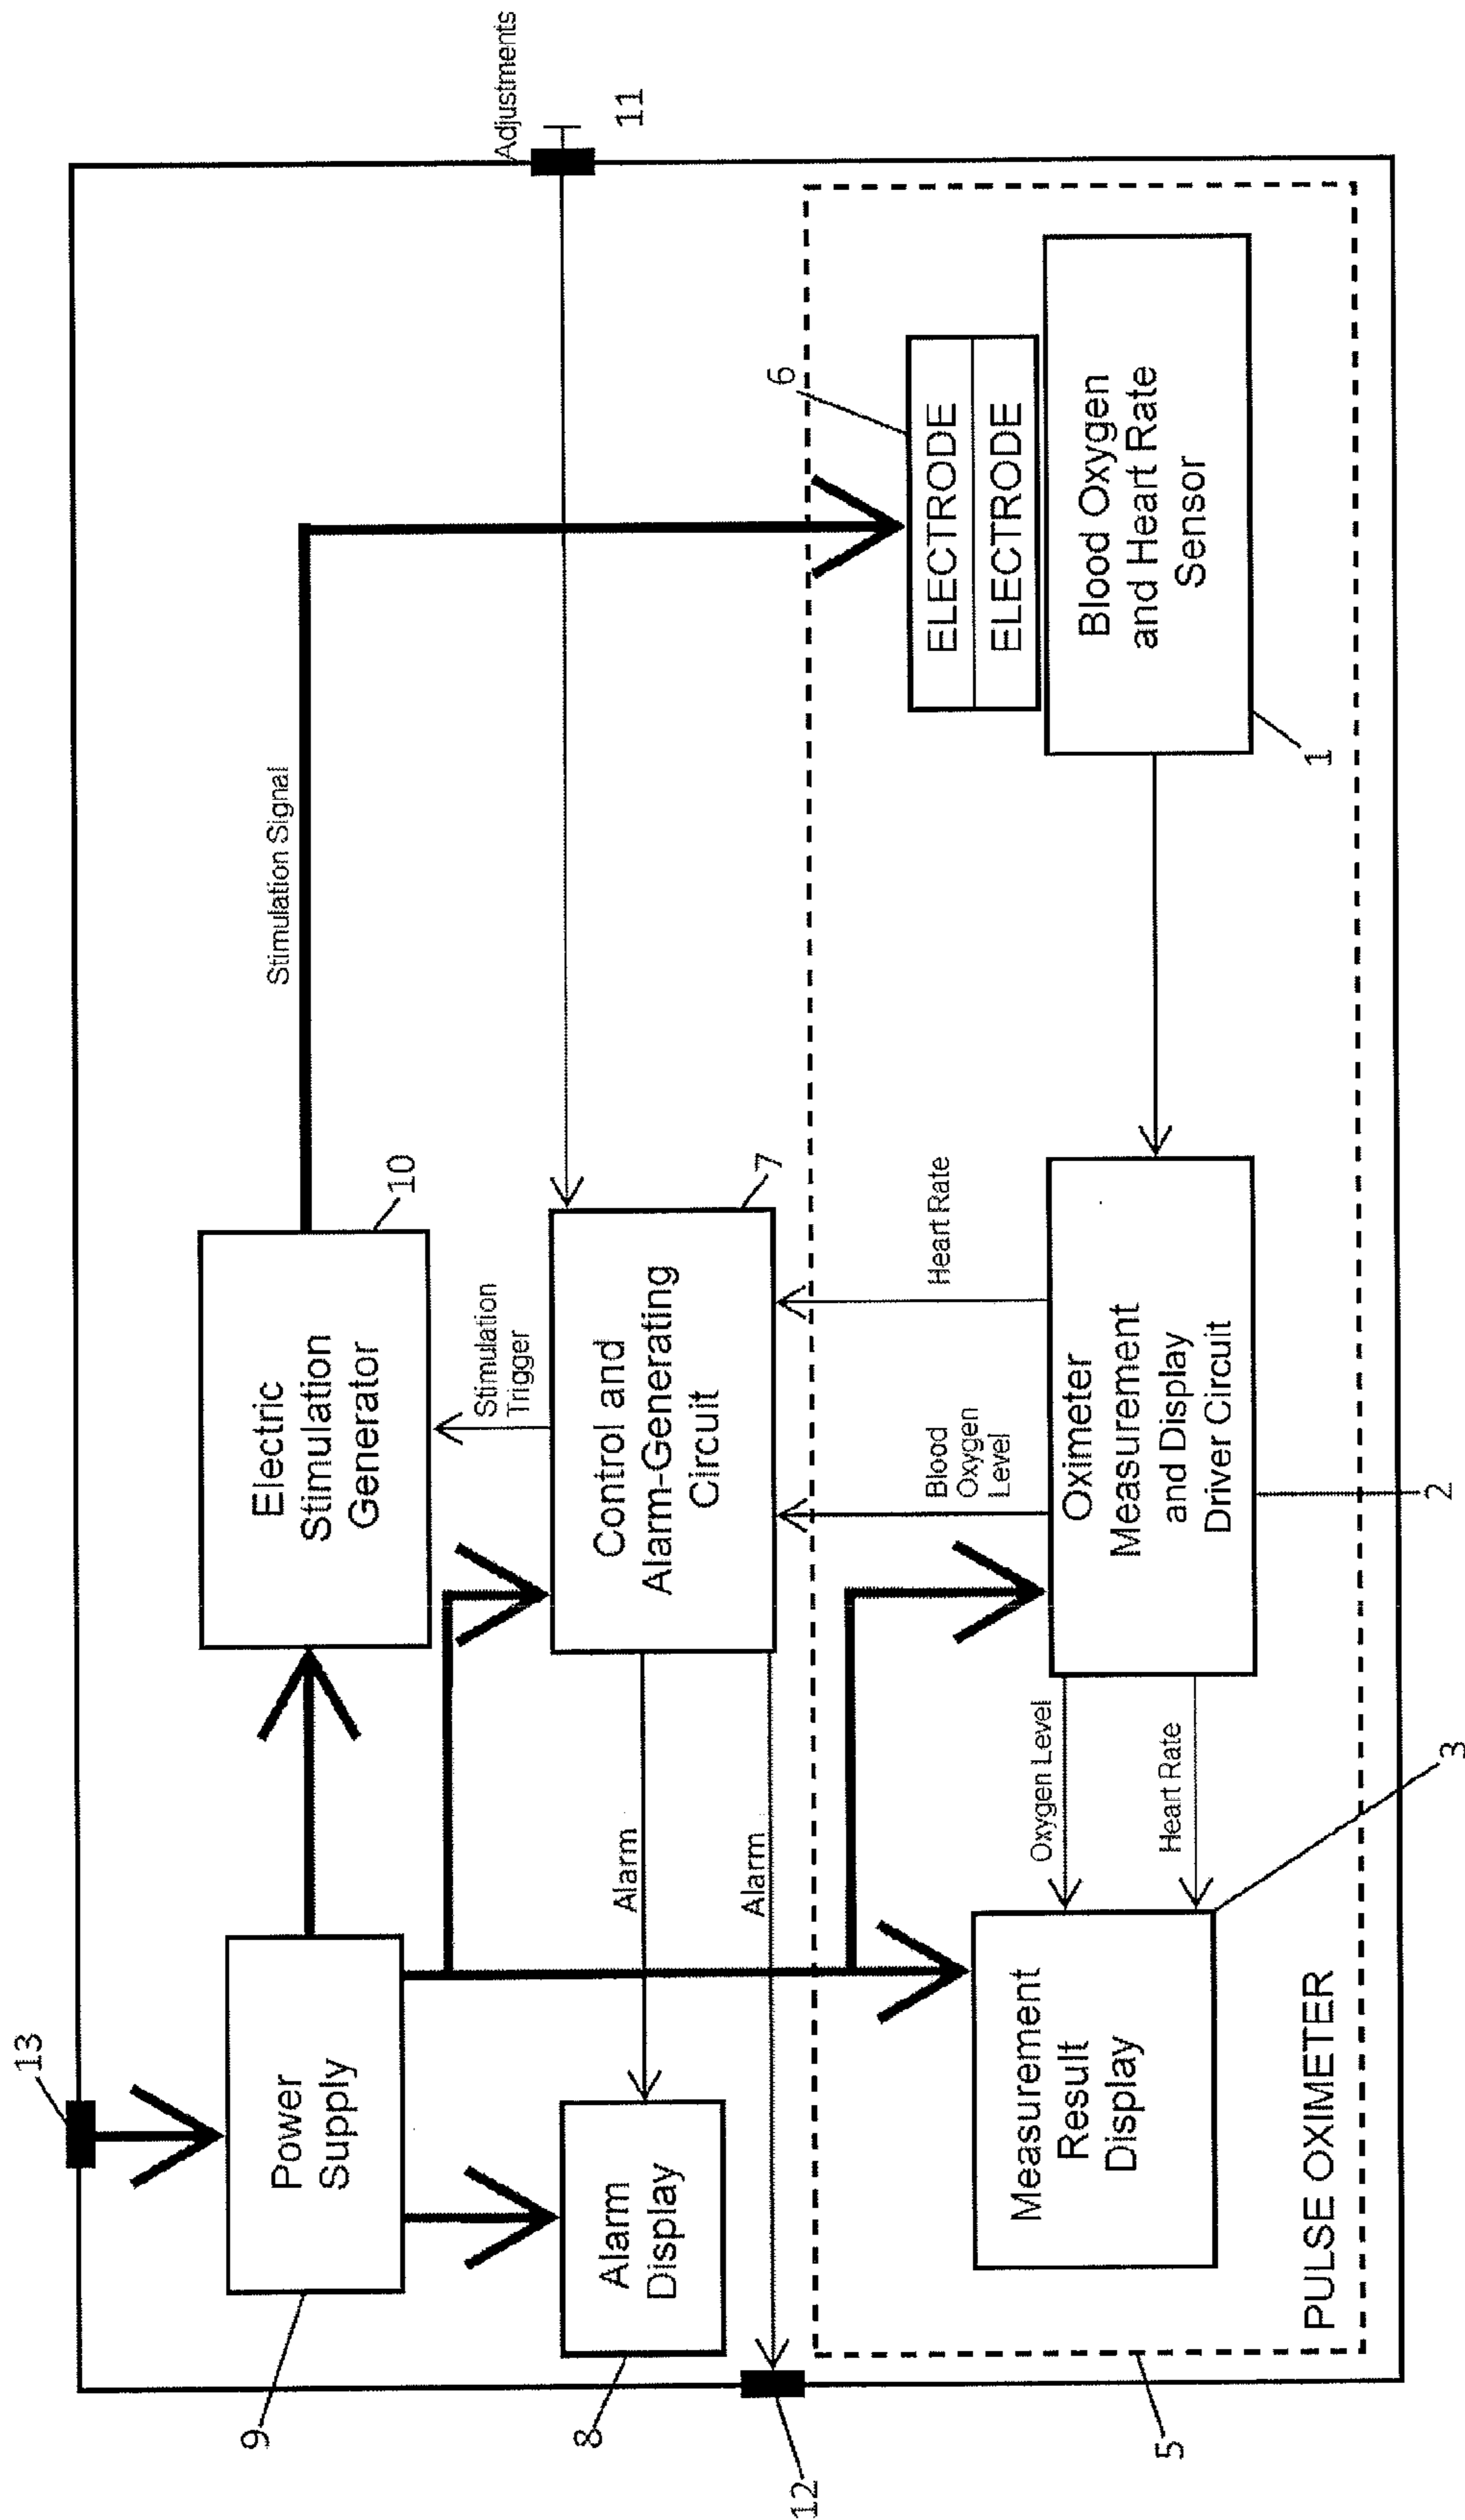 13
9
Power
Supply
10
Electric
Stimulation
Generator
Stimulation Signal
Adjustments
11
Stimulation
Trigger
8
Alarm
Display
Alarm
Alarm
12
7
Control and
Alarm-Generating
Circuit
Blood
Oxygen
Level
Heart Rate
6
ELECTRODE
ELECTRODE
Measurement
Result
Display
Oxygen Level
Heart Rate
Oximeter
Measurement
and Display
Driver Circuit
Blood Oxygen
and Heart Rate
Sensor
1
PULSE OXIMETER
5
3
2